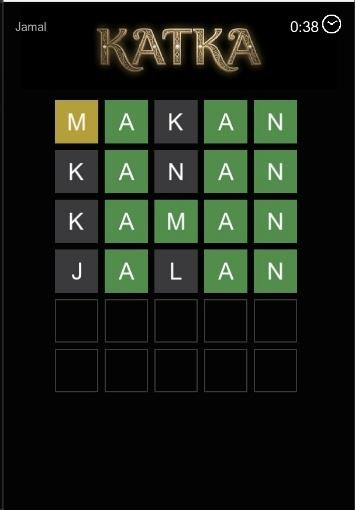 Jamal
KATKA
0:38
M A K A N
K A N A N
K A M A N
J A L A N